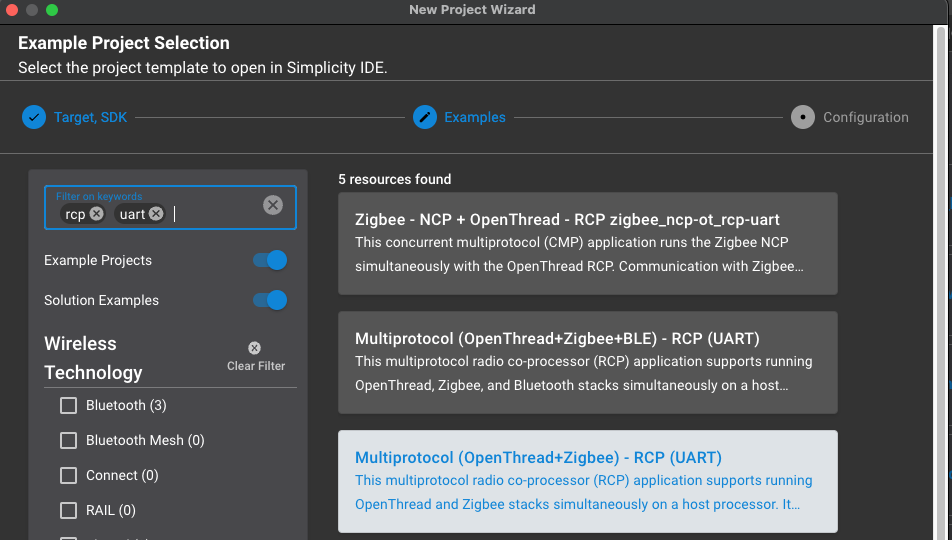 New Project Wizard
Example Project Selection
Select the project template to open in Simplicity IDE.
Target, SDK
Examples
Configuration
Filter on keywords
rcp
uart
Example Projects
Solution Examples
Wireless
Technology
Clear Filter
Bluetooth (3)
Bluetooth Mesh (0)
Connect (0)
RAIL (0)
5 resources found
Zigbee - NCP + OpenThread - RCP zigbee_ncp-ot_rcp-uart
This concurrent multiprotocol (CMP) application runs the Zigbee NCP
simultaneously with the OpenThread RCP. Communication with Zigbee…
Multiprotocol (OpenThread+Zigbee+BLE) - RCP (UART)
This multiprotocol radio co-processor (RCP) application supports running
OpenThread, Zigbee, and Bluetooth stacks simultaneously on a host…
Multiprotocol (OpenThread+Zigbee) - RCP (UART)
This multiprotocol radio co-processor (RCP) application supports running
OpenThread and Zigbee stacks simultaneously on a host processor. It…